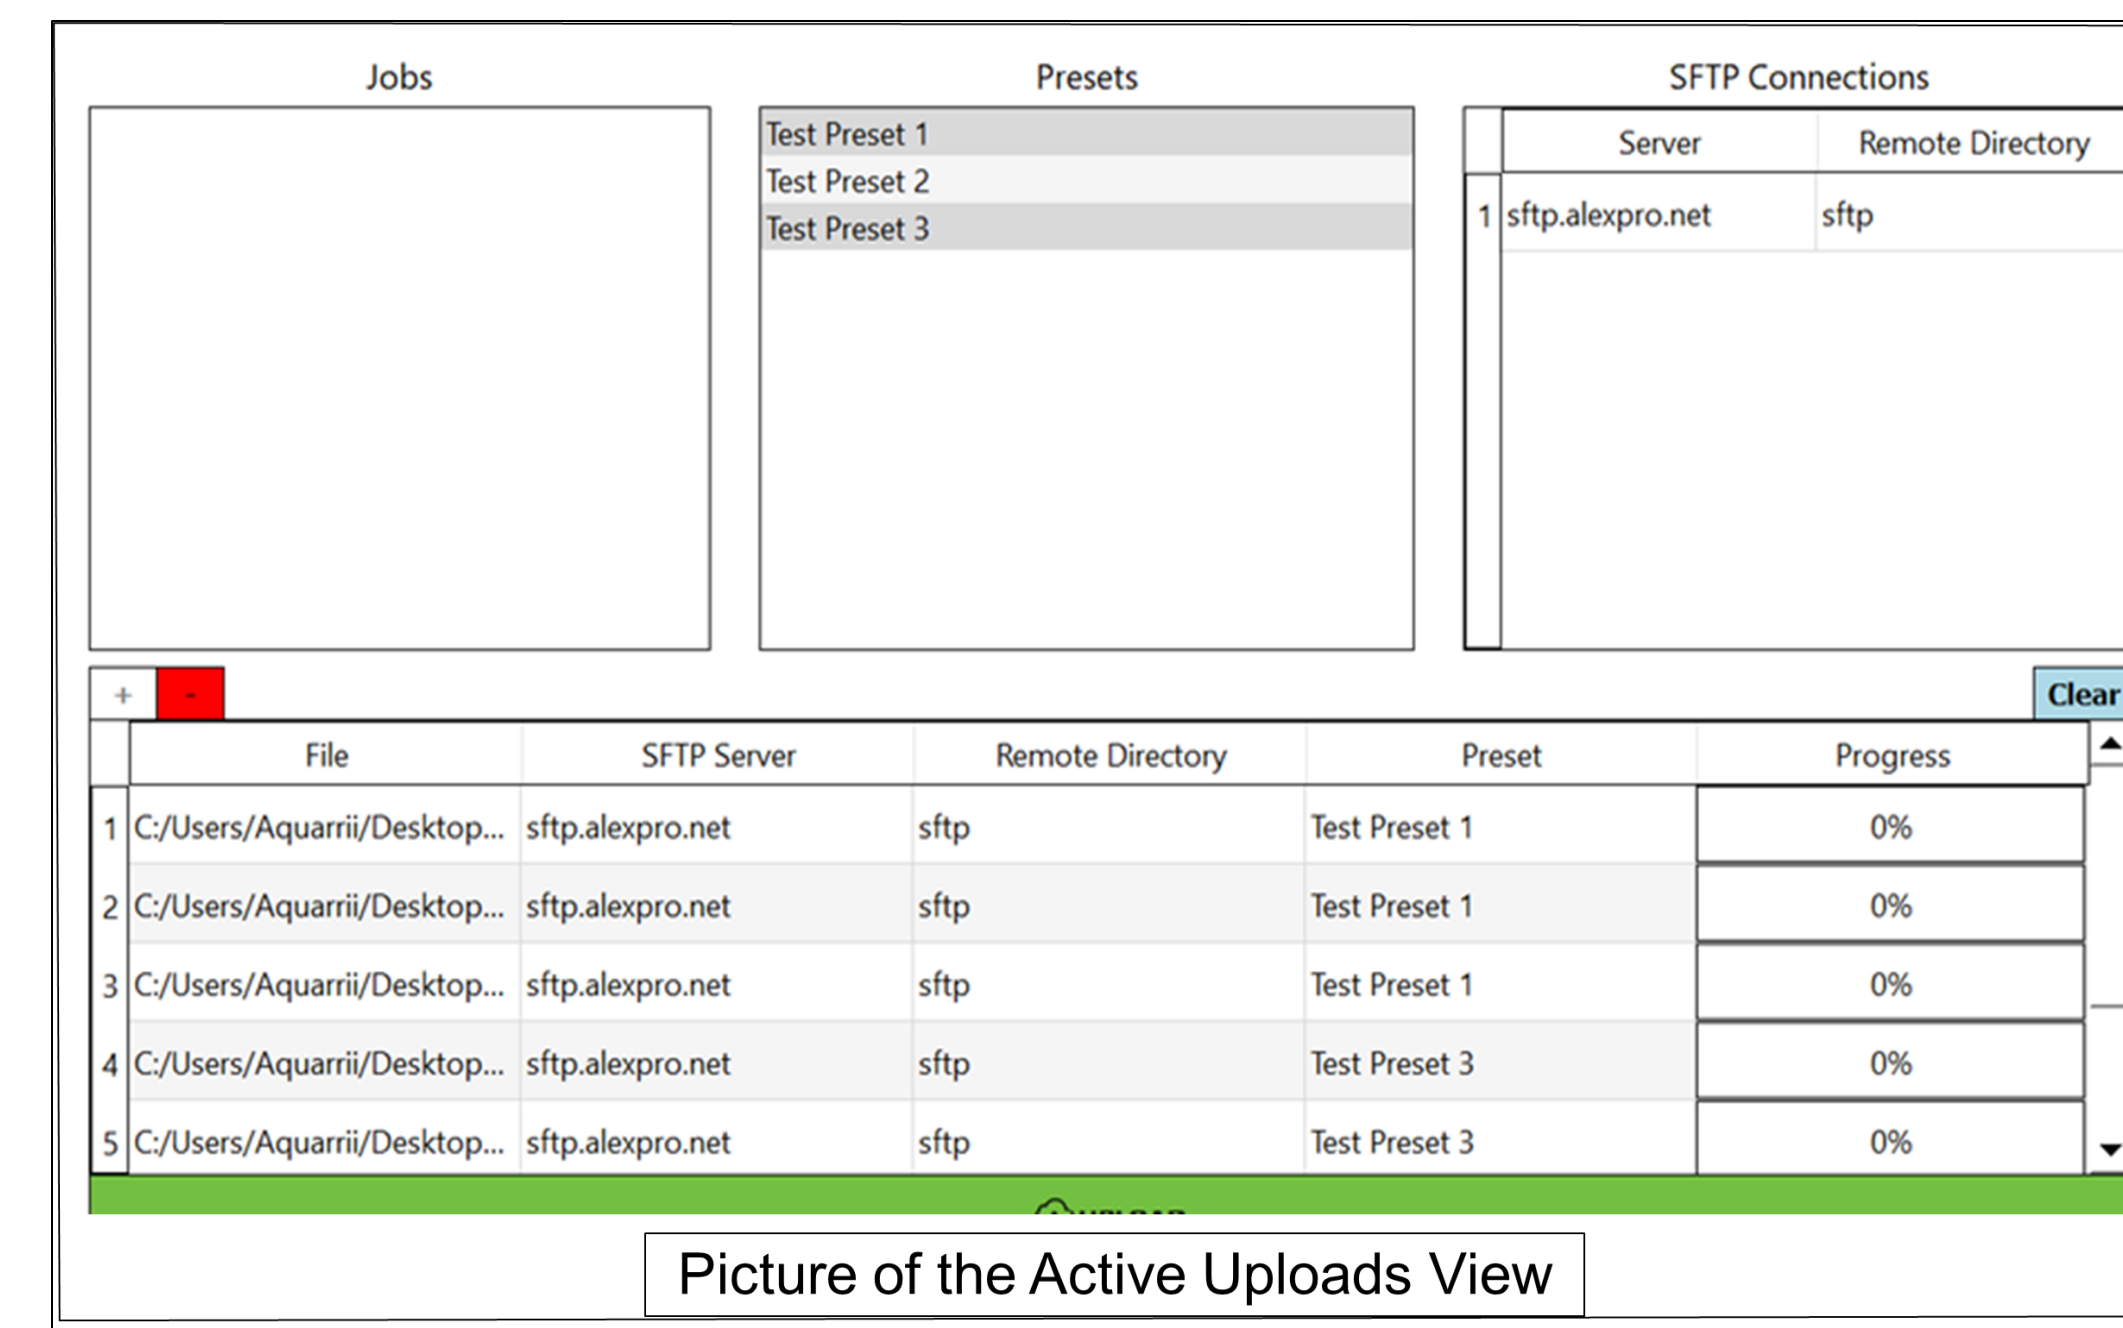 Jobs
Presets
SFTP Connections
Test Preset 1
Test Preset 2
Test Preset 3
Server Remote Directory
1 sftp.alexpro.net sftp
+ -
Clear
File SFTP Server Remote Directory Preset Progress
1 C:/Users/Aquarrii/Desktop... sftp.alexpro.net sftp Test Preset 1 0%
2 C:/Users/Aquarrii/Desktop... sftp.alexpro.net sftp Test Preset 1 0%
3 C:/Users/Aquarrii/Desktop... sftp.alexpro.net sftp Test Preset 1 0%
4 C:/Users/Aquarrii/Desktop... sftp.alexpro.net sftp Test Preset 3 0%
5 C:/Users/Aquarrii/Desktop... sftp.alexpro.net sftp Test Preset 3 0%
Picture of the Active Uploads View